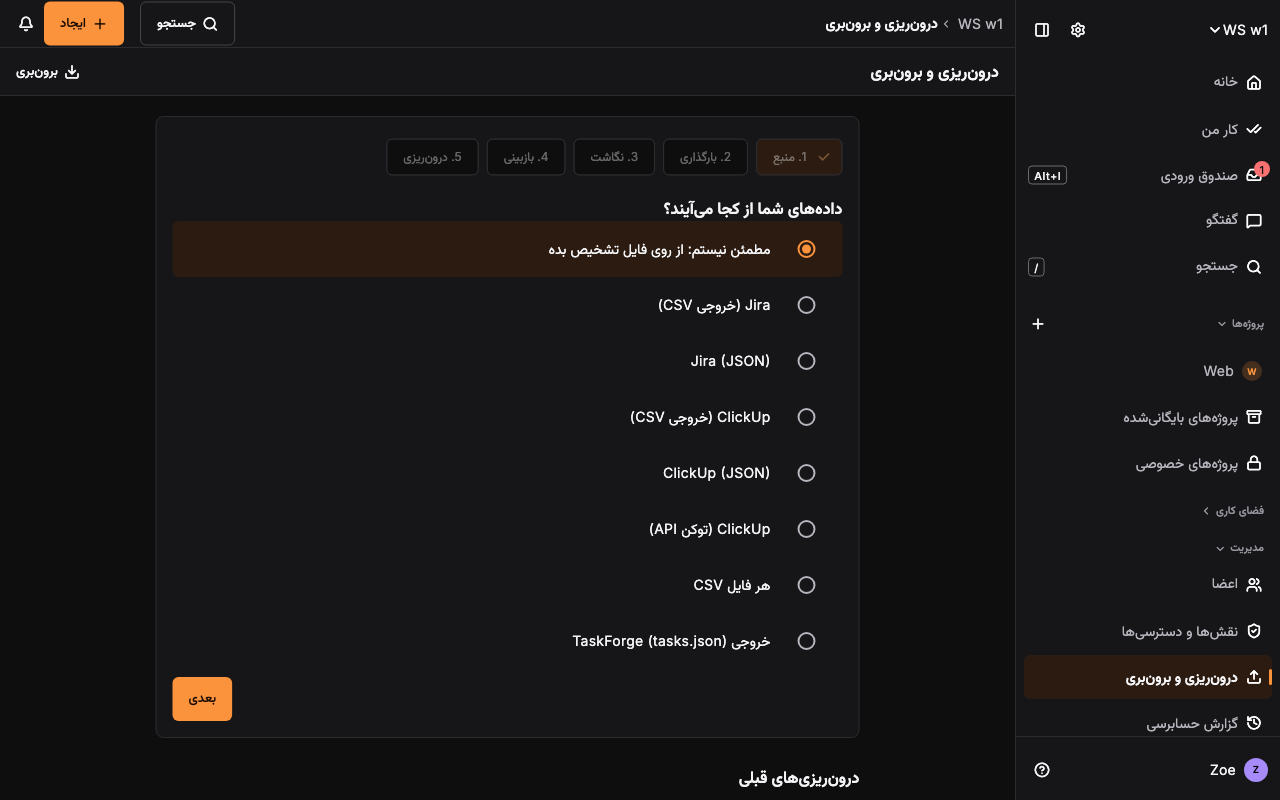 WS w1
خانه
کار من
صندوق ورودی
1
Alt+I
گفتگو
جستجو
/
پروژه‌ها
W
Web
پروژه‌های بایگانی‌شده
پروژه‌های خصوصی
فضای کاری
مدیریت
اعضا
نقش‌ها و دسترسی‌ها
درون‌ریزی و برون‌بری
گزارش حسابرسی
Z
Zoe
WS w1 › درون‌ریزی و برون‌بری
جستجو
ایجاد
درون‌ریزی و برون‌بری
برون‌بری
1. منبع
2. بارگذاری
3. نگاشت
4. بازبینی
5. درون‌ریزی
داده‌های شما از کجا می‌آیند؟
مطمئن نیستم: از روی فایل تشخیص بده
Jira (خروجی CSV)
Jira (JSON)
ClickUp (خروجی CSV)
ClickUp (JSON)
ClickUp (توکن API)
هر فایل CSV
خروجی TaskForge (tasks.json)
بعدی
درون‌ریزی‌های قبلی